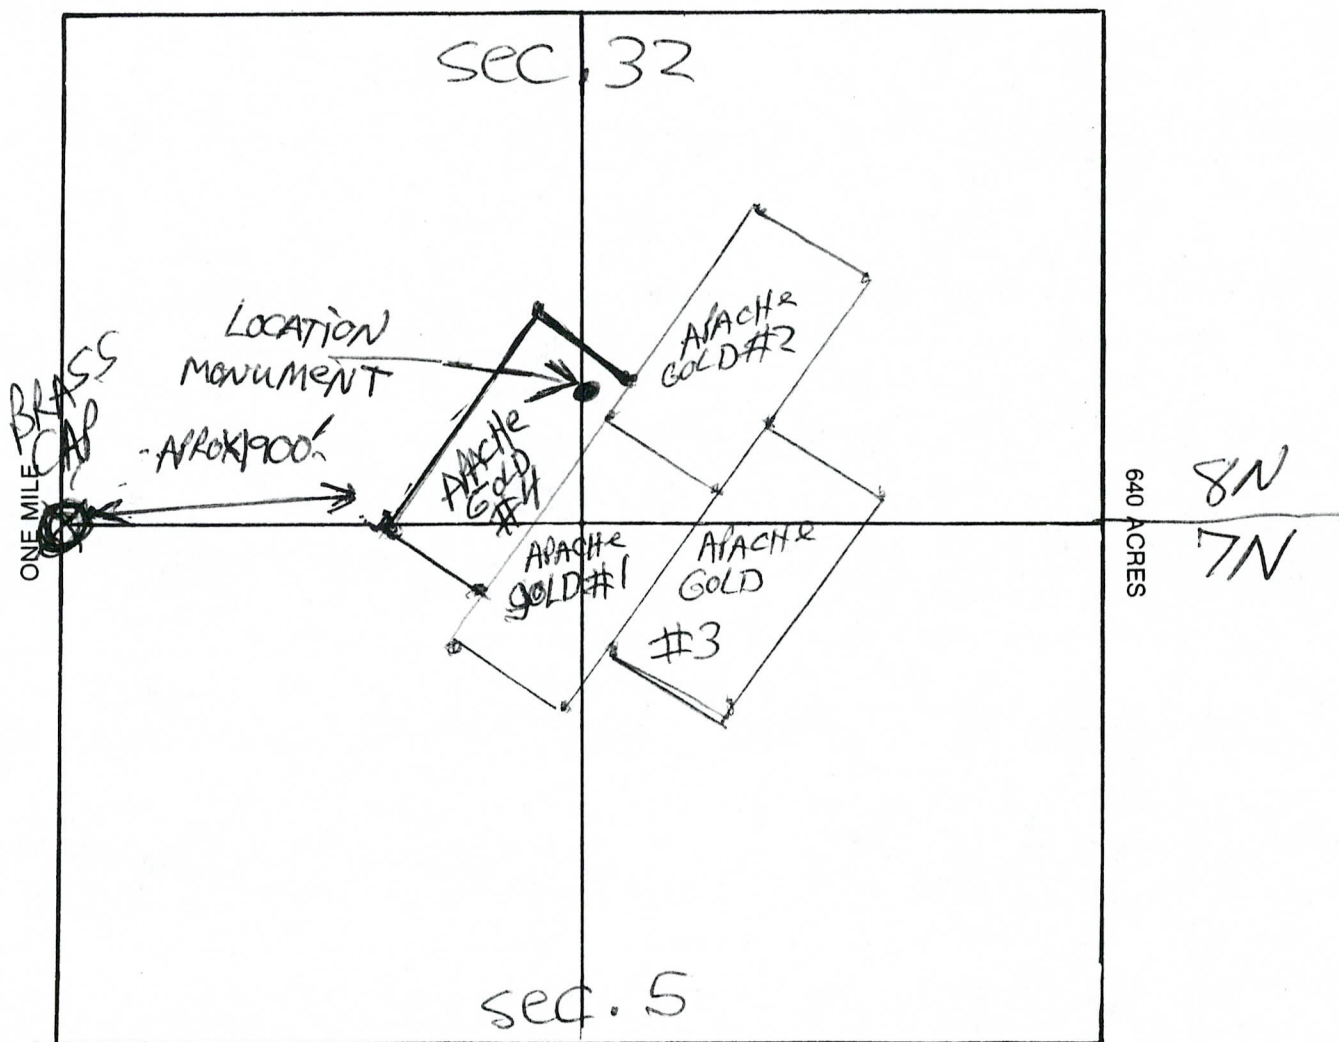 sec. 32
LOCATION
MONUMENT
BRASS
CAP
APROX 1900'
APACHe
GOLD
#4
APACHe
GOLD #2
APACHe
gOLD #1
APACHe
GOLD
#3
ONE MILE
640 ACRES
8N
7N
sec. 5